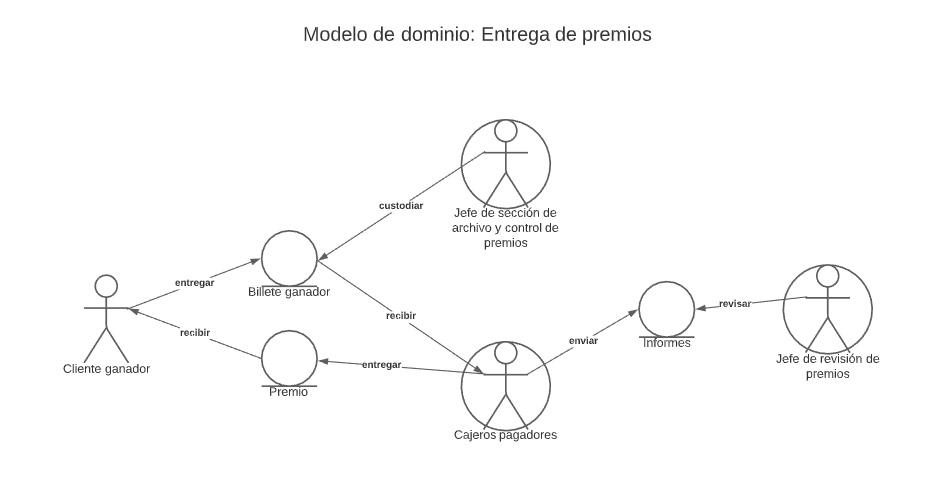 Modelo de dominio: Entrega de premios
custodiar
Jefe de sección de
archivo y control de
premios
entregar
Billete ganador
recibir
recibir
Cliente ganador
Premio
entregar
Cajeros pagadores
enviar
Informes
revisar
Jefe de revisión de
premios